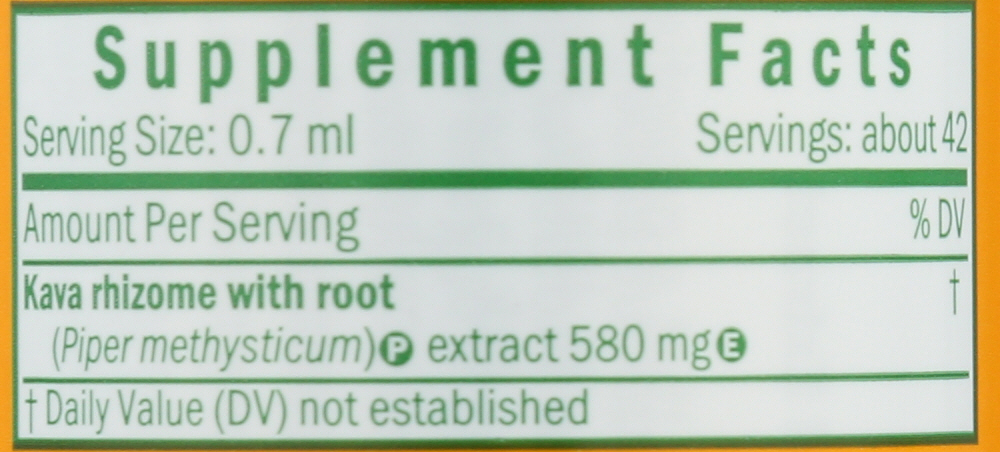 Supplement Facts
Serving Size: 0.7 ml Servings: about 42
Amount Per Serving % DV
Kava rhizome with root †
(Piper methysticum)Ⓟ extract 580 mgⒺ
† Daily Value (DV) not established